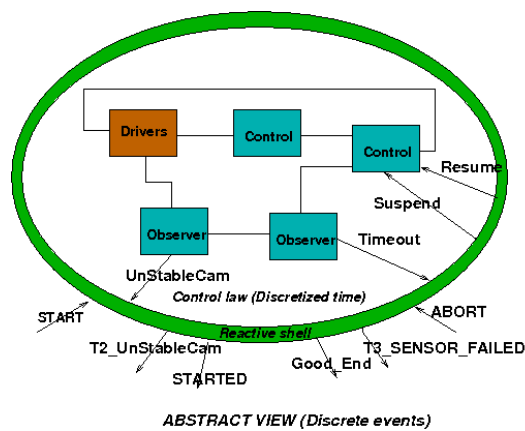 Drivers
Control
Control
Resume
Suspend
Observer
Observer
Timeout
UnStableCam
Control law (Discretized time)
START
ABORT
Reactive shell
T2_UnStableCam
Good_End
T3_SENSOR_FAILED
STARTED
ABSTRACT VIEW (Discrete events)